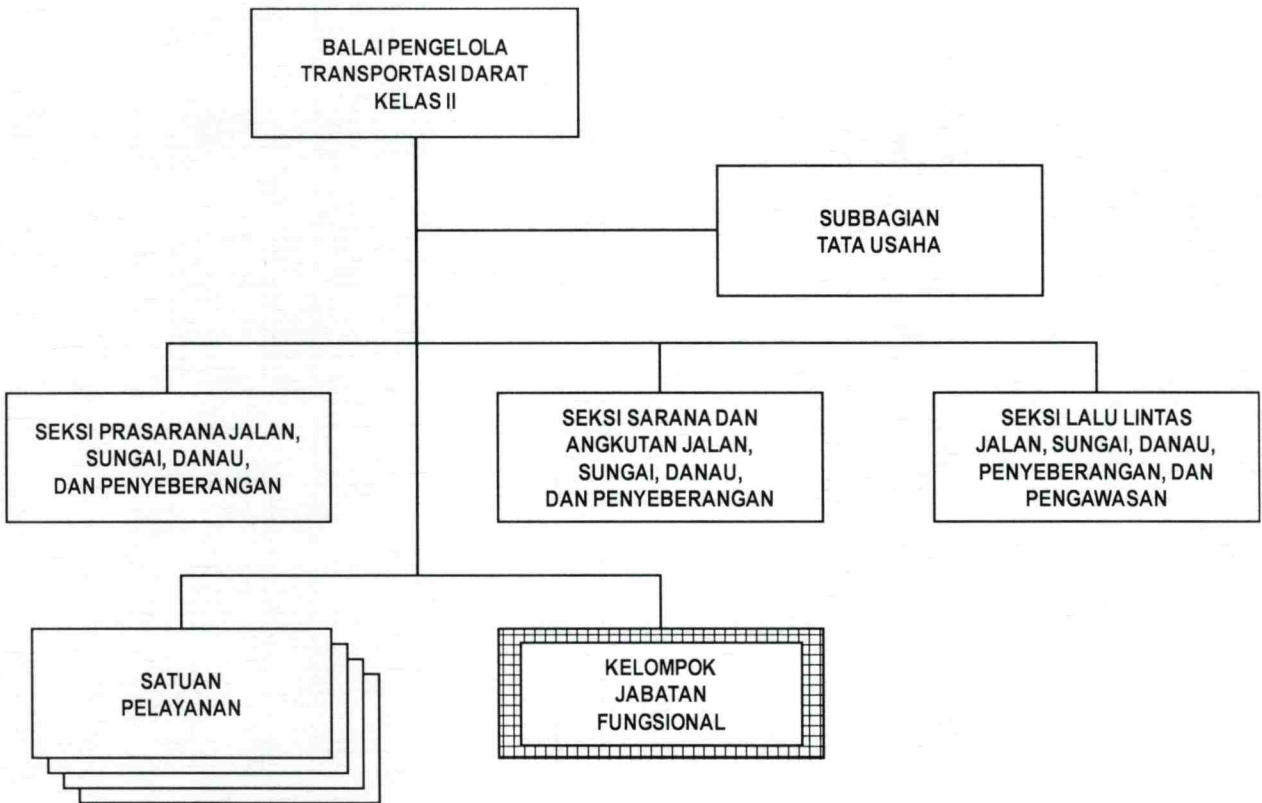 BALAI PENGELOLA
TRANSPORTASI DARAT
KELAS II
SUBBAGIAN
TATA USAHA
SEKSI PRASARANA JALAN,
SUNGAI, DANAU,
DAN PENYEBERANGAN
SEKSI SARANA DAN
ANGKUTAN JALAN,
SUNGAI, DANAU,
DAN PENYEBERANGAN
SEKSI LALU LINTAS
JALAN, SUNGAI, DANAU,
PENYEBERANGAN, DAN
PENGAWASAN
SATUAN
PELAYANAN
KELOMPOK
JABATAN
FUNGSIONAL